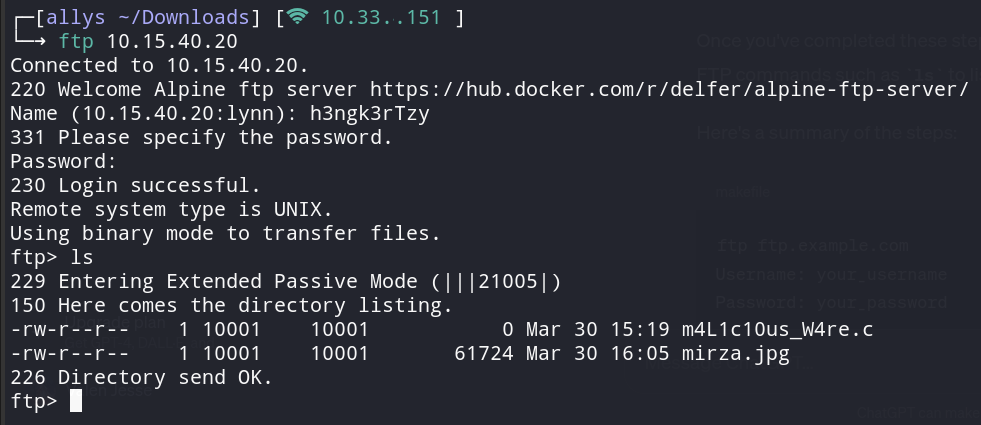 ┌─[allys ~/Downloads] [ 10.33..151 ]
└─→ ftp 10.15.40.20
Connected to 10.15.40.20.
220 Welcome Alpine ftp server https://hub.docker.com/r/delfer/alpine-ftp-server/
Name (10.15.40.20:lynn): h3ngk3rTzy
331 Please specify the password.
Password:
230 Login successful.
Remote system type is UNIX.
Using binary mode to transfer files.
ftp> ls
229 Entering Extended Passive Mode (|||21005|)
150 Here comes the directory listing.
-rw-r--r--    1 10001    10001           0 Mar 30 15:19 m4L1c10us_W4re.c
-rw-r--r--    1 10001    10001       61724 Mar 30 16:05 mirza.jpg
226 Directory send OK.
ftp>
Once you've completed these ste
commands such as "ls" to l
Here's a summary of the steps:
ftp ftp.example.com
Username: your_username
Password: your_password